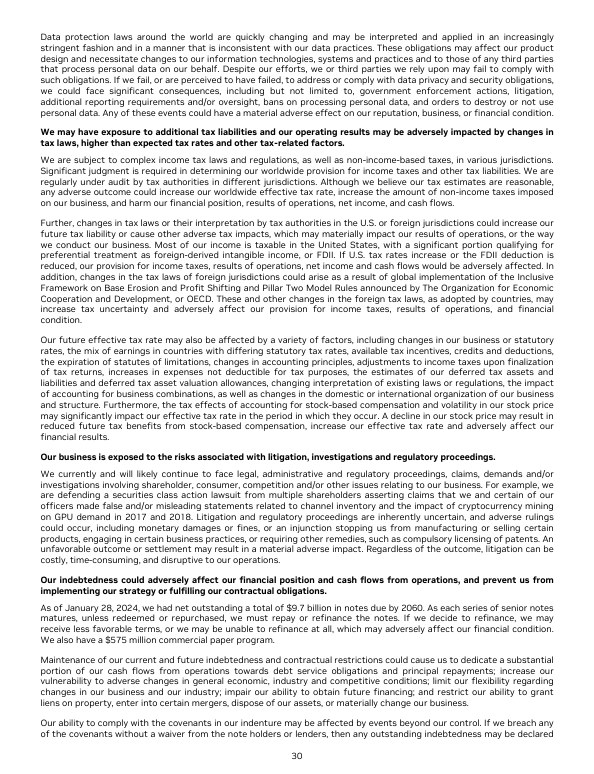 Data protection laws around the world are quickly changing and may be interpreted and applied in an increasingly
stringent fashion and in a manner that is inconsistent with our data practices. These obligations may affect our product
design and necessitate changes to our information technologies, systems and practices and to those of any third parties
that process personal data on our behalf. Despite our efforts, we or third parties we rely upon may fail to comply with
such obligations. If we fail, or are perceived to have failed, to address or comply with data privacy and security obligations,
we could face significant consequences, including but not limited to, government enforcement actions, litigation,
additional reporting requirements and/or oversight, bans on processing personal data, and orders to destroy or not use
personal data. Any of these events could have a material adverse effect on our reputation, business, or financial condition.
We may have exposure to additional tax liabilities and our operating results may be adversely impacted by changes in
tax laws, higher than expected tax rates and other tax-related factors.
We are subject to complex income tax laws and regulations, as well as non-income-based taxes, in various jurisdictions.
Significant judgment is required in determining our worldwide provision for income taxes and other tax liabilities. We are
regularly under audit by tax authorities in different jurisdictions. Although we believe our tax estimates are reasonable,
any adverse outcome could increase our worldwide effective tax rate, increase the amount of non-income taxes imposed
on our business, and harm our financial position, results of operations, net income, and cash flows.
Further, changes in tax laws or their interpretation by tax authorities in the U.S. or foreign jurisdictions could increase our
future tax liability or cause other adverse tax impacts, which may materially impact our results of operations, or the way
we conduct our business. Most of our income is taxable in the United States, with a significant portion qualifying for
preferential treatment as foreign-derived intangible income, or FDII. If U.S. tax rates increase or the FDII deduction is
reduced, our provision for income taxes, results of operations, net income and cash flows would be adversely affected. In
addition, changes in the tax laws of foreign jurisdictions could arise as a result of global implementation of the Inclusive
Framework on Base Erosion and Profit Shifting and Pillar Two Model Rules announced by The Organization for Economic
Cooperation and Development, or OECD. These and other changes in the foreign tax laws, as adopted by countries, may
increase tax uncertainty and adversely affect our provision for income taxes, results of operations, and financial
condition.
Our future effective tax rate may also be affected by a variety of factors, including changes in our business or statutory
rates, the mix of earnings in countries with differing statutory tax rates, available tax incentives, credits and deductions,
the expiration of statutes of limitations, changes in accounting principles, adjustments to income taxes upon finalization
of tax returns, increases in expenses not deductible for tax purposes, the estimates of our deferred tax assets and
liabilities and deferred tax asset valuation allowances, changing interpretation of existing laws or regulations, the impact
of accounting for business combinations, as well as changes in the domestic or international organization of our business
and structure. Furthermore, the tax effects of accounting for stock-based compensation and volatility in our stock price
may significantly impact our effective tax rate in the period in which they occur. A decline in our stock price may result in
reduced future tax benefits from stock-based compensation, increase our effective tax rate and adversely affect our
financial results.
Our business is exposed to the risks associated with litigation, investigations and regulatory proceedings.
We currently and will likely continue to face legal, administrative and regulatory proceedings, claims, demands and/or
investigations involving shareholder, consumer, competition and/or other issues relating to our business. For example, we
are defending a securities class action lawsuit from multiple shareholders asserting claims that we and certain of our
officers made false and/or misleading statements related to channel inventory and the impact of cryptocurrency mining
on GPU demand in 2017 and 2018. Litigation and regulatory proceedings are inherently uncertain, and adverse rulings
could occur, including monetary damages or fines, or an injunction stopping us from manufacturing or selling certain
products, engaging in certain business practices, or requiring other remedies, such as compulsory licensing of patents. An
unfavorable outcome or settlement may result in a material adverse impact. Regardless of the outcome, litigation can be
costly, time-consuming, and disruptive to our operations.
Our indebtedness could adversely affect our financial position and cash flows from operations, and prevent us from
implementing our strategy or fulfilling our contractual obligations.
As of January 28, 2024, we had net outstanding a total of $9.7 billion in notes due by 2060. As each series of senior notes
matures, unless redeemed or repurchased, we must repay or refinance the notes. If we decide to refinance, we may
receive less favorable terms, or we may be unable to refinance at all, which may adversely affect our financial condition.
We also have a $575 million commercial paper program.
Maintenance of our current and future indebtedness and contractual restrictions could cause us to dedicate a substantial
portion of our cash flows from operations towards debt service obligations and principal repayments; increase our
vulnerability to adverse changes in general economic, industry and competitive conditions; limit our flexibility regarding
changes in our business and our industry; impair our ability to obtain future financing; and restrict our ability to grant
liens on property, enter into certain mergers, dispose of our assets, or materially change our business.
Our ability to comply with the covenants in our indenture may be affected by events beyond our control. If we breach any
of the covenants without a waiver from the note holders or lenders, then any outstanding indebtedness may be declared
30